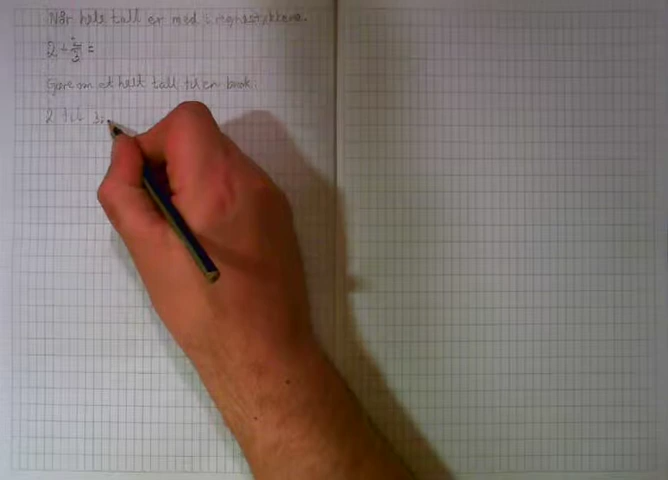 Når hele tall er med i regnestykkene.
2 + 2/3 =
Gjøre om et helt tall til en brøk.
2 til